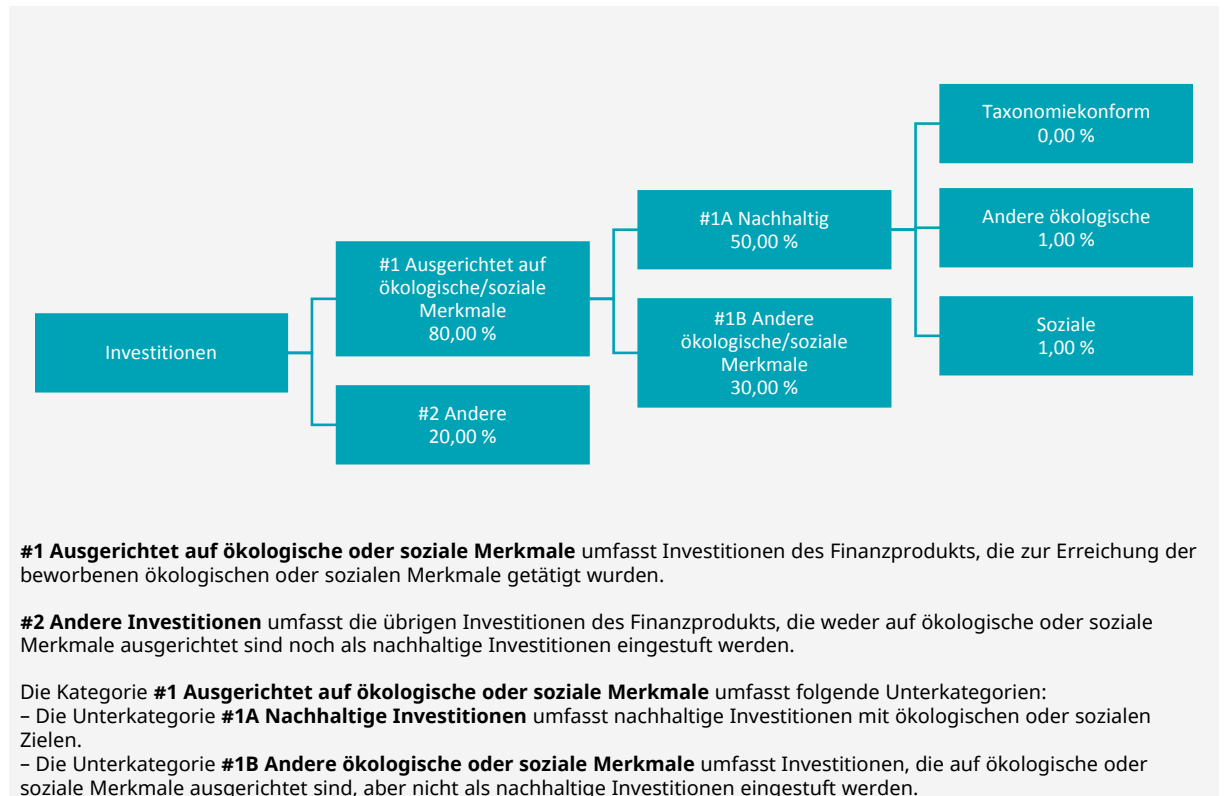 Taxonomiekonform
0,00 %
#1A Nachhaltig
50,00 %
Andere ökologische
1,00 %
#1 Ausgerichtet auf
ökologische/soziale
Merkmale
80,00 %
#1B Andere
ökologische/soziale
Merkmale
30,00 %
Soziale
1,00 %
Investitionen
#2 Andere
20,00 %
#1 Ausgerichtet auf ökologische oder soziale Merkmale umfasst Investitionen des Finanzprodukts, die zur Erreichung der
beworbenen ökologischen oder sozialen Merkmale getätigt wurden.
#2 Andere Investitionen umfasst die übrigen Investitionen des Finanzprodukts, die weder auf ökologische oder soziale
Merkmale ausgerichtet sind noch als nachhaltige Investitionen eingestuft werden.
Die Kategorie #1 Ausgerichtet auf ökologische oder soziale Merkmale umfasst folgende Unterkategorien:
– Die Unterkategorie #1A Nachhaltige Investitionen umfasst nachhaltige Investitionen mit ökologischen oder sozialen
Zielen.
– Die Unterkategorie #1B Andere ökologische oder soziale Merkmale umfasst Investitionen, die auf ökologische oder
soziale Merkmale ausgerichtet sind, aber nicht als nachhaltige Investitionen eingestuft werden.